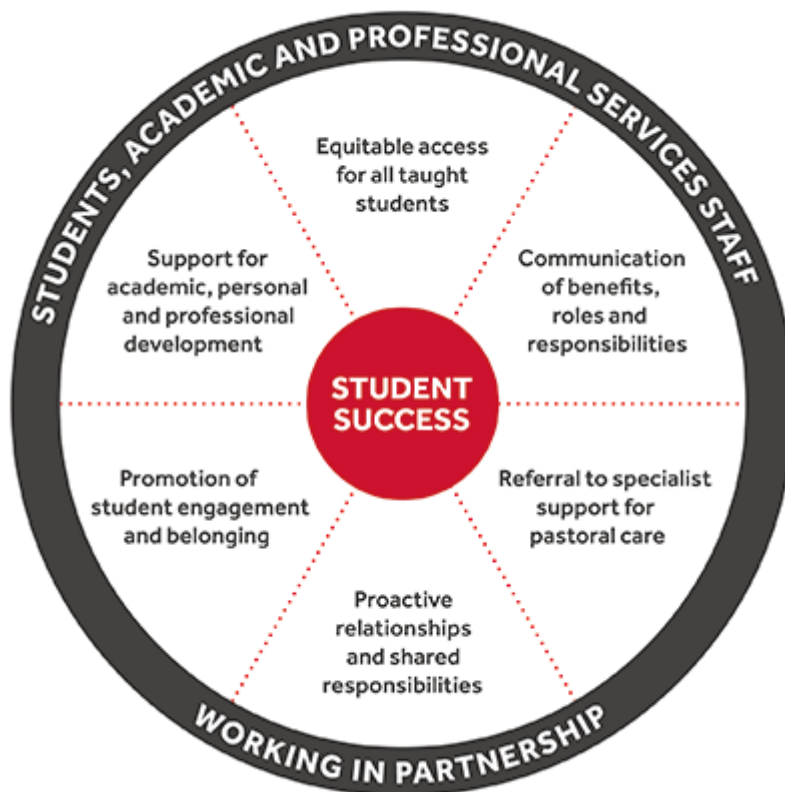 STUDENTS, ACADEMIC AND PROFESSIONAL SERVICES STAFF
Equitable access
for all taught
students
Communication
of benefits,
roles and
responsibilities
Referral to specialist
support for
pastoral care
Proactive
relationships
and shared
responsibilities
Promotion of
student engagement
and belonging
Support for
academic, personal
and professional
development
STUDENT
SUCCESS
WORKING IN PARTNERSHIP